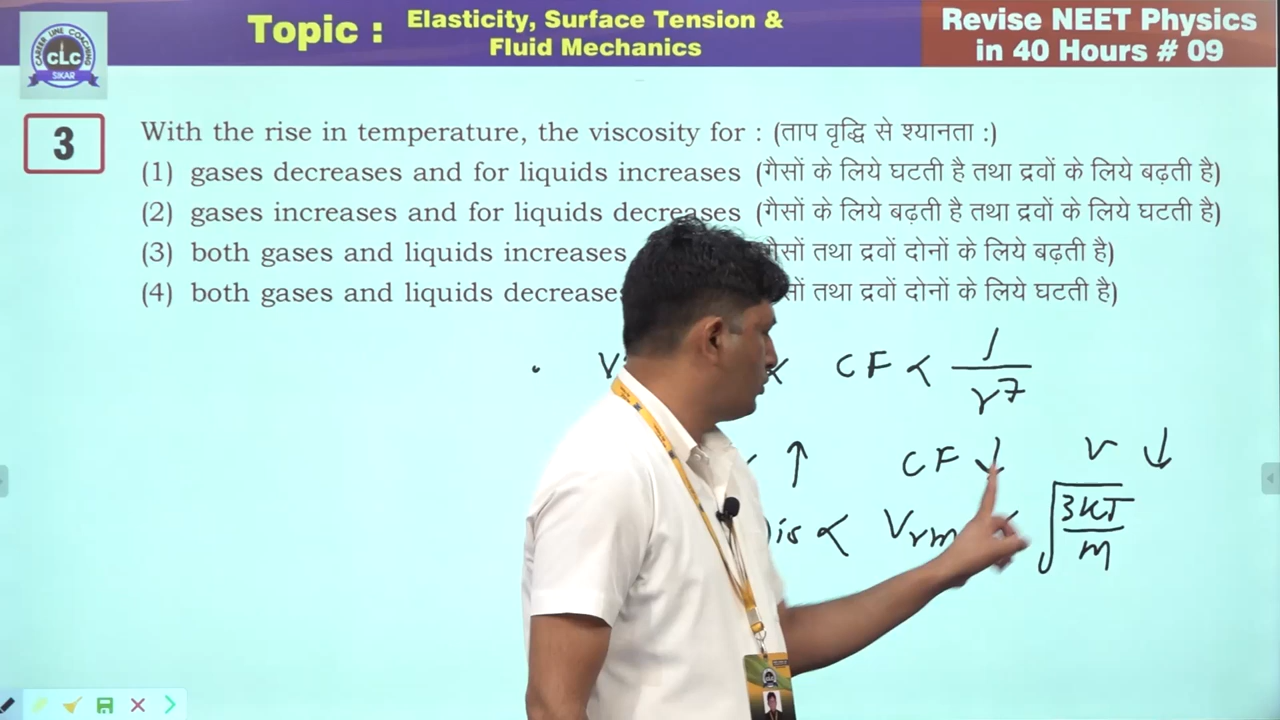 CAREER LINE COACHING
CLC
SIKAR
Topic :
Elasticity, Surface Tension &
Fluid Mechanics
Revise NEET Physics
in 40 Hours # 09
3
With the rise in temperature, the viscosity for : (ताप वृद्धि से श्यानता :)
(1) gases decreases and for liquids increases (गैसों के लिये घटती है तथा द्रवों के लिये बढ़ती है)
(2) gases increases and for liquids decreases (गैसों के लिये बढ़ती है तथा द्रवों के लिये घटती है)
(3) both gases and liquids increases गैसों तथा द्रवों दोनों के लिये बढ़ती है)
(4) both gases and liquids decrease सों तथा द्रवों दोनों के लिये घटती है)
. V ∝ CF ∝ 1/r^7
↑ CF ↓ V ↓
is ∝ Vrm √3KT/m